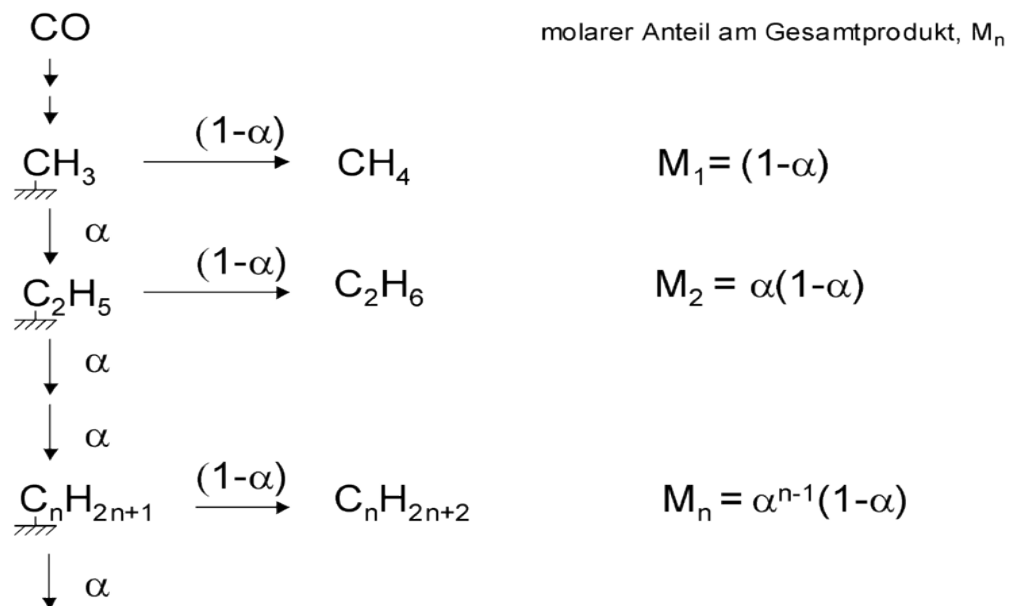 CO molarer Anteil am Gesamtprodukt, Mₙ
(1-α)
CH₃ CH₄ M₁= (1-α)
α
(1-α)
C₂H₅ C₂H₆ M₂ = α(1-α)
α
α
(1-α)
CₙH₂ₙ₊₁ CₙH₂ₙ₊₂ Mₙ = αⁿ⁻¹(1-α)
α